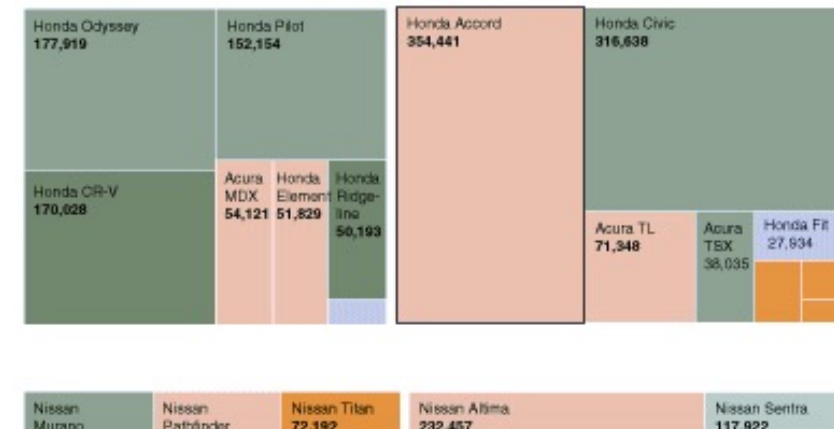 Honda Odyssey
177,919
Honda Pilot
152,154
Honda Accord
354,441
Honda Civic
316,638
Honda CR-V
170,028
Acura
MDX
54,121
Honda
Element
51,829
Honda
Ridge-
line
50,193
Acura TL
71,348
Acura
TSX
38,035
Honda Fit
27,934
Nissan
Murano
Nissan
Pathfinder
Nissan Titan
72,192
Nissan Altima
232,457
Nissan Sentra
117,922